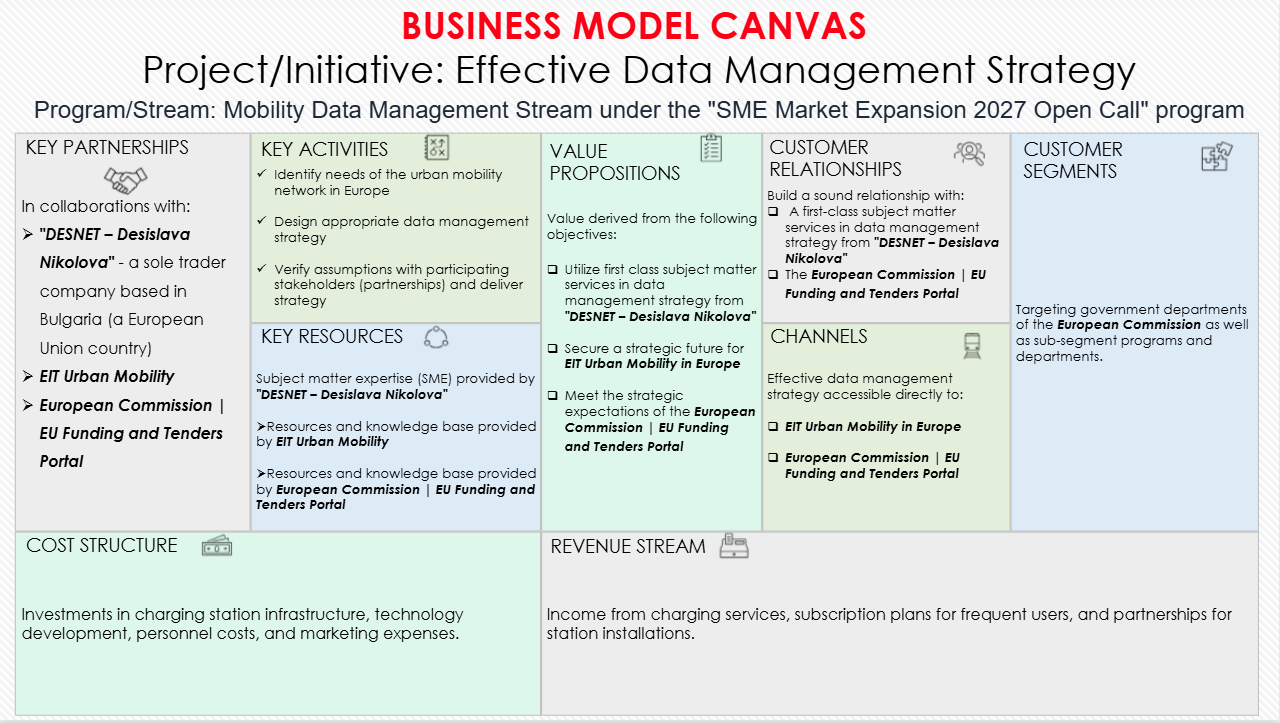 BUSINESS MODEL CANVAS
Project/Initiative: Effective Data Management Strategy
Program/Stream: Mobility Data Management Stream under the "SME Market Expansion 2027 Open Call" program
KEY PARTNERSHIPS
In collaborations with:
➢ "DESNET – Desislava
Nikolova" - a sole trader
company based in
Bulgaria (a European
Union country)
➢ EIT Urban Mobility
➢ European Commission |
EU Funding and Tenders
Portal
KEY ACTIVITIES
✓ Identify needs of the urban mobility
network in Europe
✓ Design appropriate data management
strategy
✓ Verify assumptions with participating
stakeholders (partnerships) and deliver
strategy
KEY RESOURCES
Subject matter expertise (SME) provided by
"DESNET – Desislava Nikolova"
➢Resources and knowledge base provided
by EIT Urban Mobility
➢Resources and knowledge base provided
by European Commission | EU Funding and
Tenders Portal
VALUE
PROPOSITIONS
Value derived from the following
objectives:
❑ Utilize first class subject matter
services in data
management strategy from
"DESNET – Desislava Nikolova"
❑ Secure a strategic future for
EIT Urban Mobility in Europe
❑ Meet the strategic
expectations of the European
Commission | EU Funding
and Tenders Portal
CUSTOMER
RELATIONSHIPS
Build a sound relationship with:
❑ A first-class subject matter
services in data management
strategy from "DESNET – Desislava
Nikolova"
❑ The European Commission | EU
Funding and Tenders Portal
CHANNELS
Effective data management
strategy accessible directly to:
❑ EIT Urban Mobility in Europe
❑ European Commission | EU
Funding and Tenders Portal
CUSTOMER
SEGMENTS
Targeting government departments
of the European Commission as well
as sub-segment programs and
departments.
COST STRUCTURE
Investments in charging station infrastructure, technology
development, personnel costs, and marketing expenses.
REVENUE STREAM
Income from charging services, subscription plans for frequent users, and partnerships for
station installations.